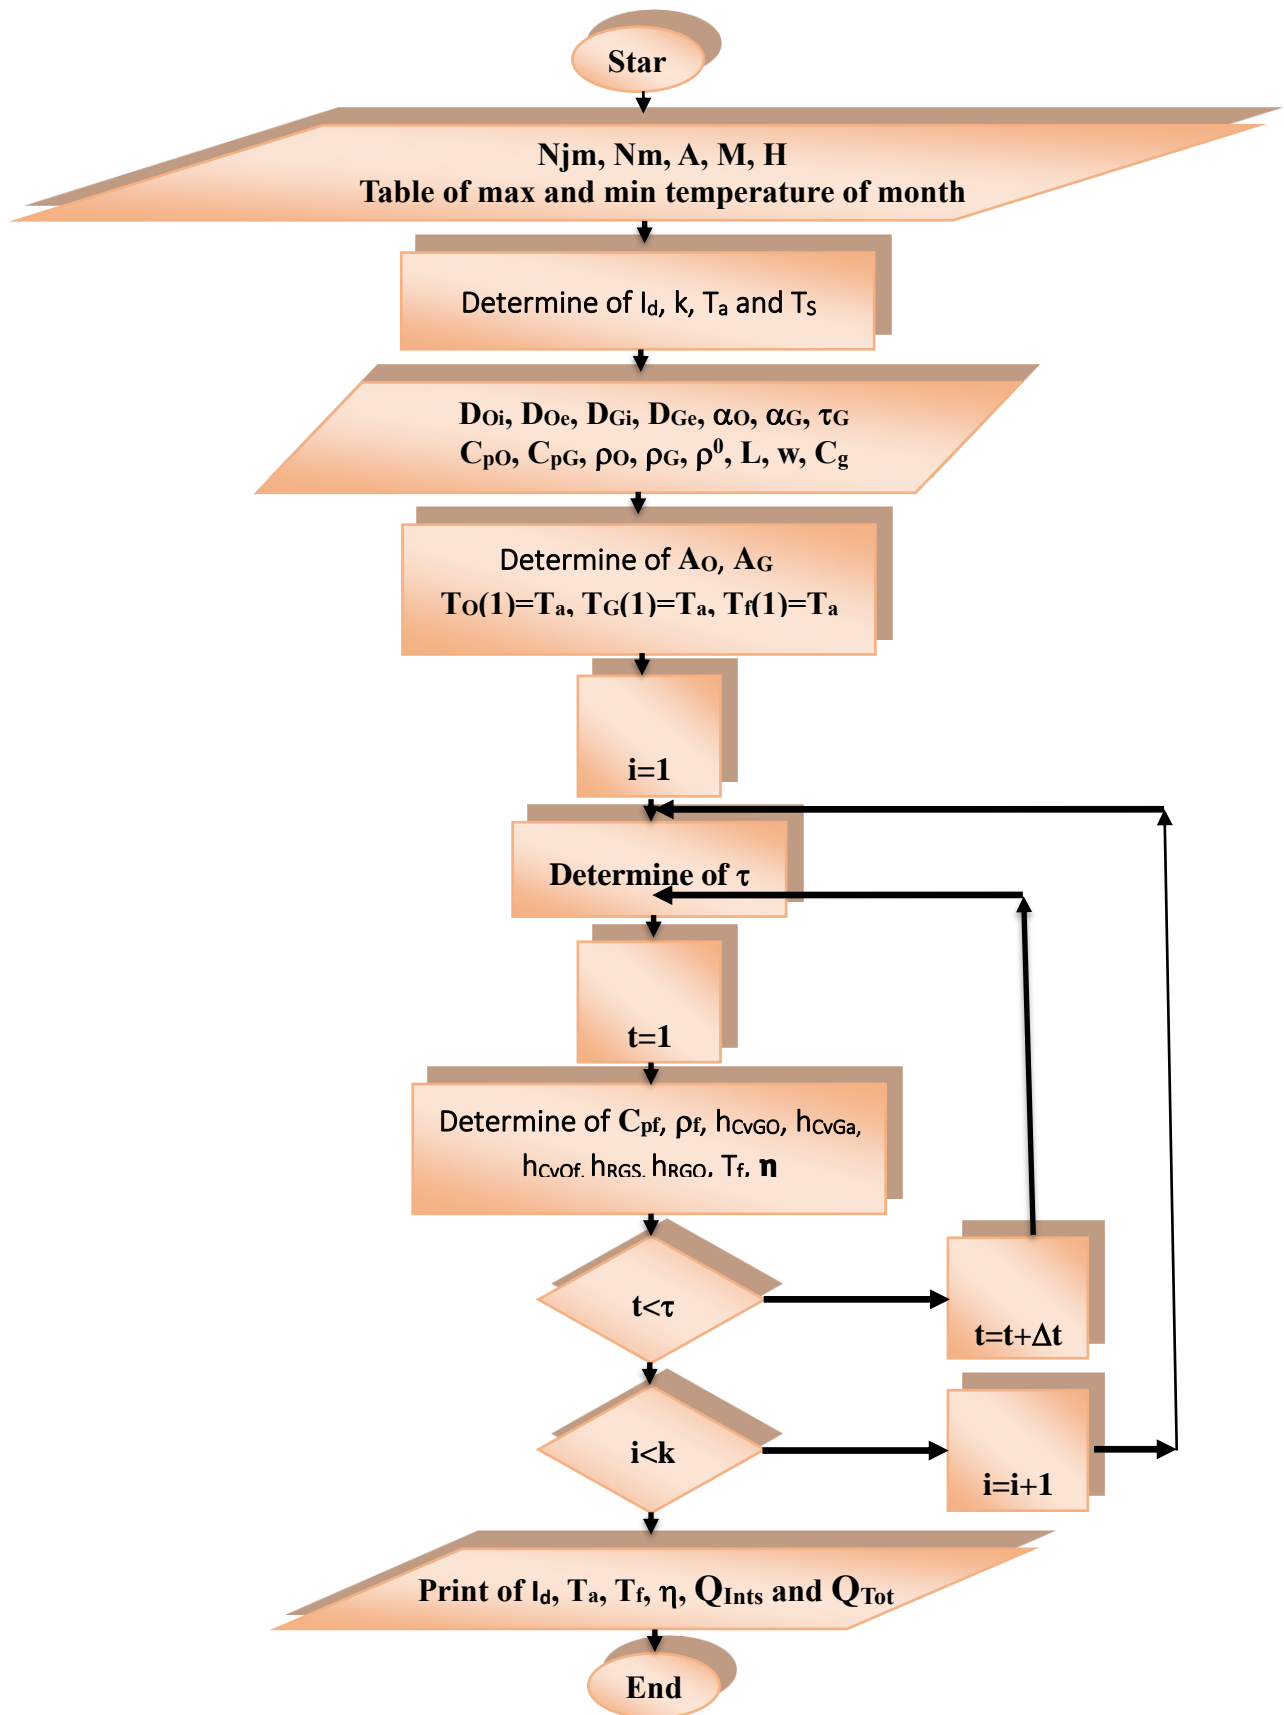 Star
Njm, Nm, A, M, H
Table of max and min temperature of month
Determine of Id, k, Ta and TS
DOi, DOe, DGi, DGe, αO, αG, τG
CpO, CpG, ρO, ρG, ρ⁰, L, w, Cg
Determine of AO, AG
TO(1)=Ta, TG(1)=Ta, Tf(1)=Ta
i=1
Determine of τ
t=1
Determine of Cpf, ρf, hCvGO, hCvGa,
hCvOf, hRGS, hRGO, Tf, η
t<τ
t=t+Δt
i<k
i=i+1
Print of Id, Ta, Tf, η, QInts and QTot
End